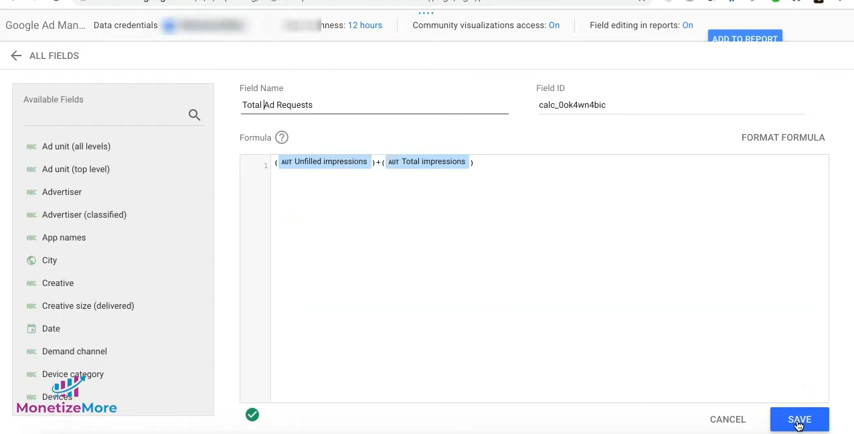 Google Ad Man... Data credentials hness: 12 hours Community visualizations access: On Field editing in reports: On ADD TO REPORT
ALL FIELDS
Available Fields
Ad unit (all levels)
Ad unit (top level)
Advertiser
Advertiser (classified)
App names
City
Creative
Creative size (delivered)
Date
Demand channel
Device category
Devices
MonetizeMore
Field Name
Total Ad Requests
Field ID
calc_0ok4wn4bic
Formula ?
FORMAT FORMULA
1 ( AUT Unfilled impressions )+( AUT Total impressions )
CANCEL SAVE